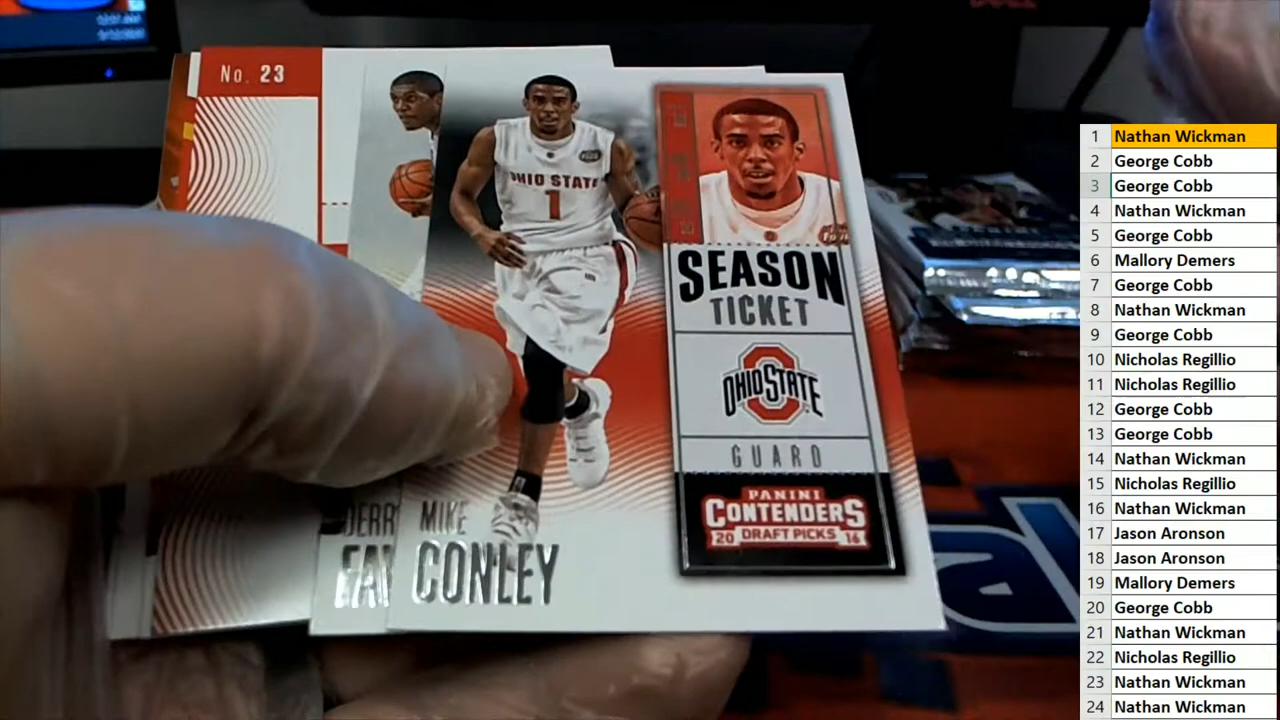 No. 23
OHIO STATE
1
SEASON
TICKET
OHIO STATE
GUARD
PANINI
CONTENDERS
20 DRAFT PICKS 16
MIKE
CONLEY
DERR
FAV
1 Nathan Wickman
2 George Cobb
3 George Cobb
4 Nathan Wickman
5 George Cobb
6 Mallory Demers
7 George Cobb
8 Nathan Wickman
9 George Cobb
10 Nicholas Regillio
11 Nicholas Regillio
12 George Cobb
13 George Cobb
14 Nathan Wickman
15 Nicholas Regillio
16 Nathan Wickman
17 Jason Aronson
18 Jason Aronson
19 Mallory Demers
20 George Cobb
21 Nathan Wickman
22 Nicholas Regillio
23 Nathan Wickman
24 Nathan Wickman